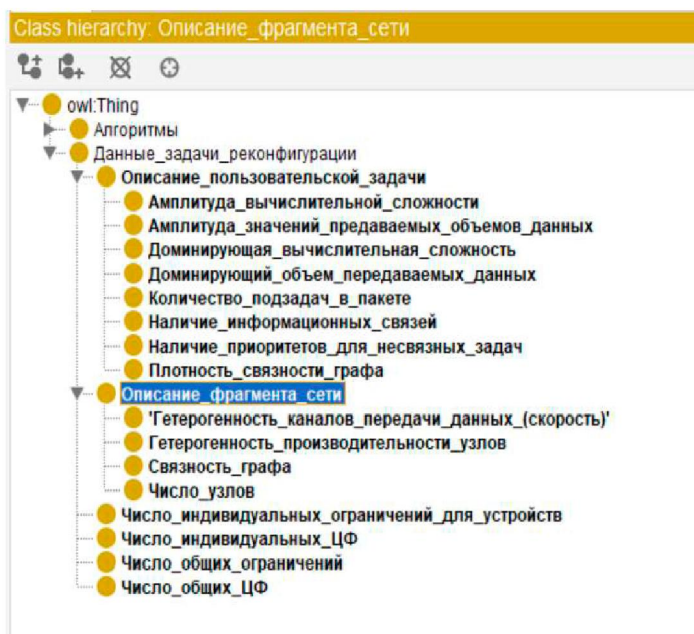 Class hierarchy: Описание_фрагмента_сети
owl:Thing
Алгоритмы
Данные_задачи_реконфигурации
Описание_пользовательской_задачи
Амплитуда_вычислительной_сложности
Амплитуда_значений_предаваемых_объемов_данных
Доминирующая_вычислительная_сложность
Доминирующий_объем_передаваемых_данных
Количество_подзадач_в_пакете
Наличие_информационных_связей
Наличие_приоритетов_для_несвязных_задач
Плотность_связности_графа
Описание_фрагмента_сети
'Гетерогенность_каналов_передачи_данных_(скорость)'
Гетерогенность_производительности_узлов
Связность_графа
Число_узлов
Число_индивидуальных_ограничений_для_устройств
Число_индивидуальных_ЦФ
Число_общих_ограничений
Число_общих_ЦФ